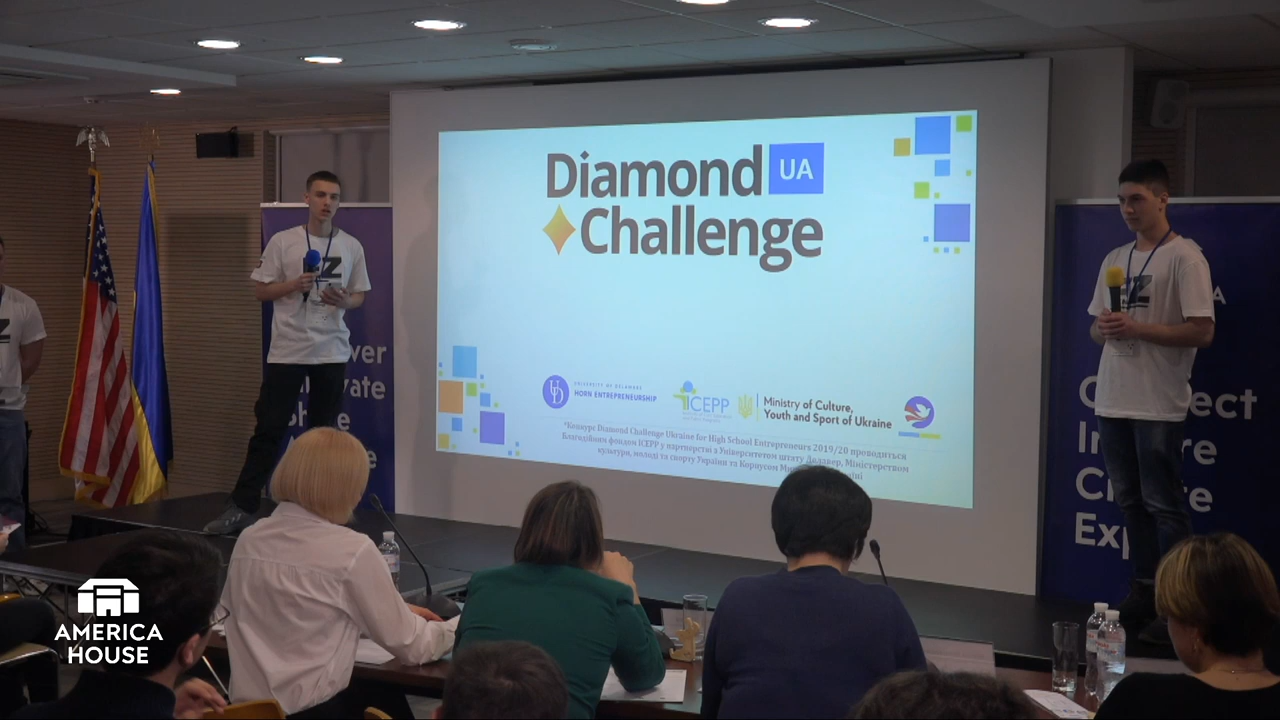 Diamond UA
Challenge
UNIVERSITY OF DELAWARE
HORN ENTREPRENEURSHIP
UD
ICEPP
Ministry of Culture,
Youth and Sport of Ukraine
*Конкурс Diamond Challenge Ukraine for High School Entrepreneurs 2019/20 проводиться
Благодійним фондом ICEPP у партнерстві з Університетом штату Делавер, Міністерством
культури, молоді та спорту України та Корпусом
Z
Z
AMERICA
HOUSE